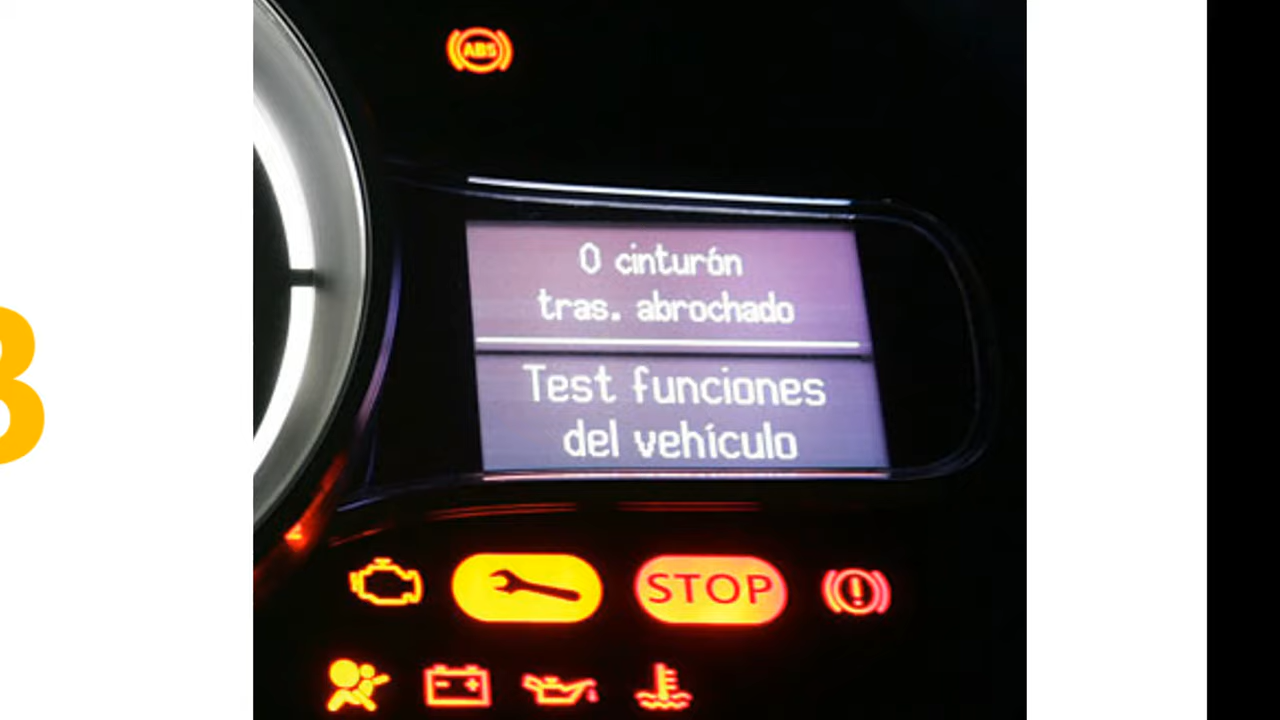 ABS
0 cinturón
tras. abrochado
Test funciones
del vehículo
STOP